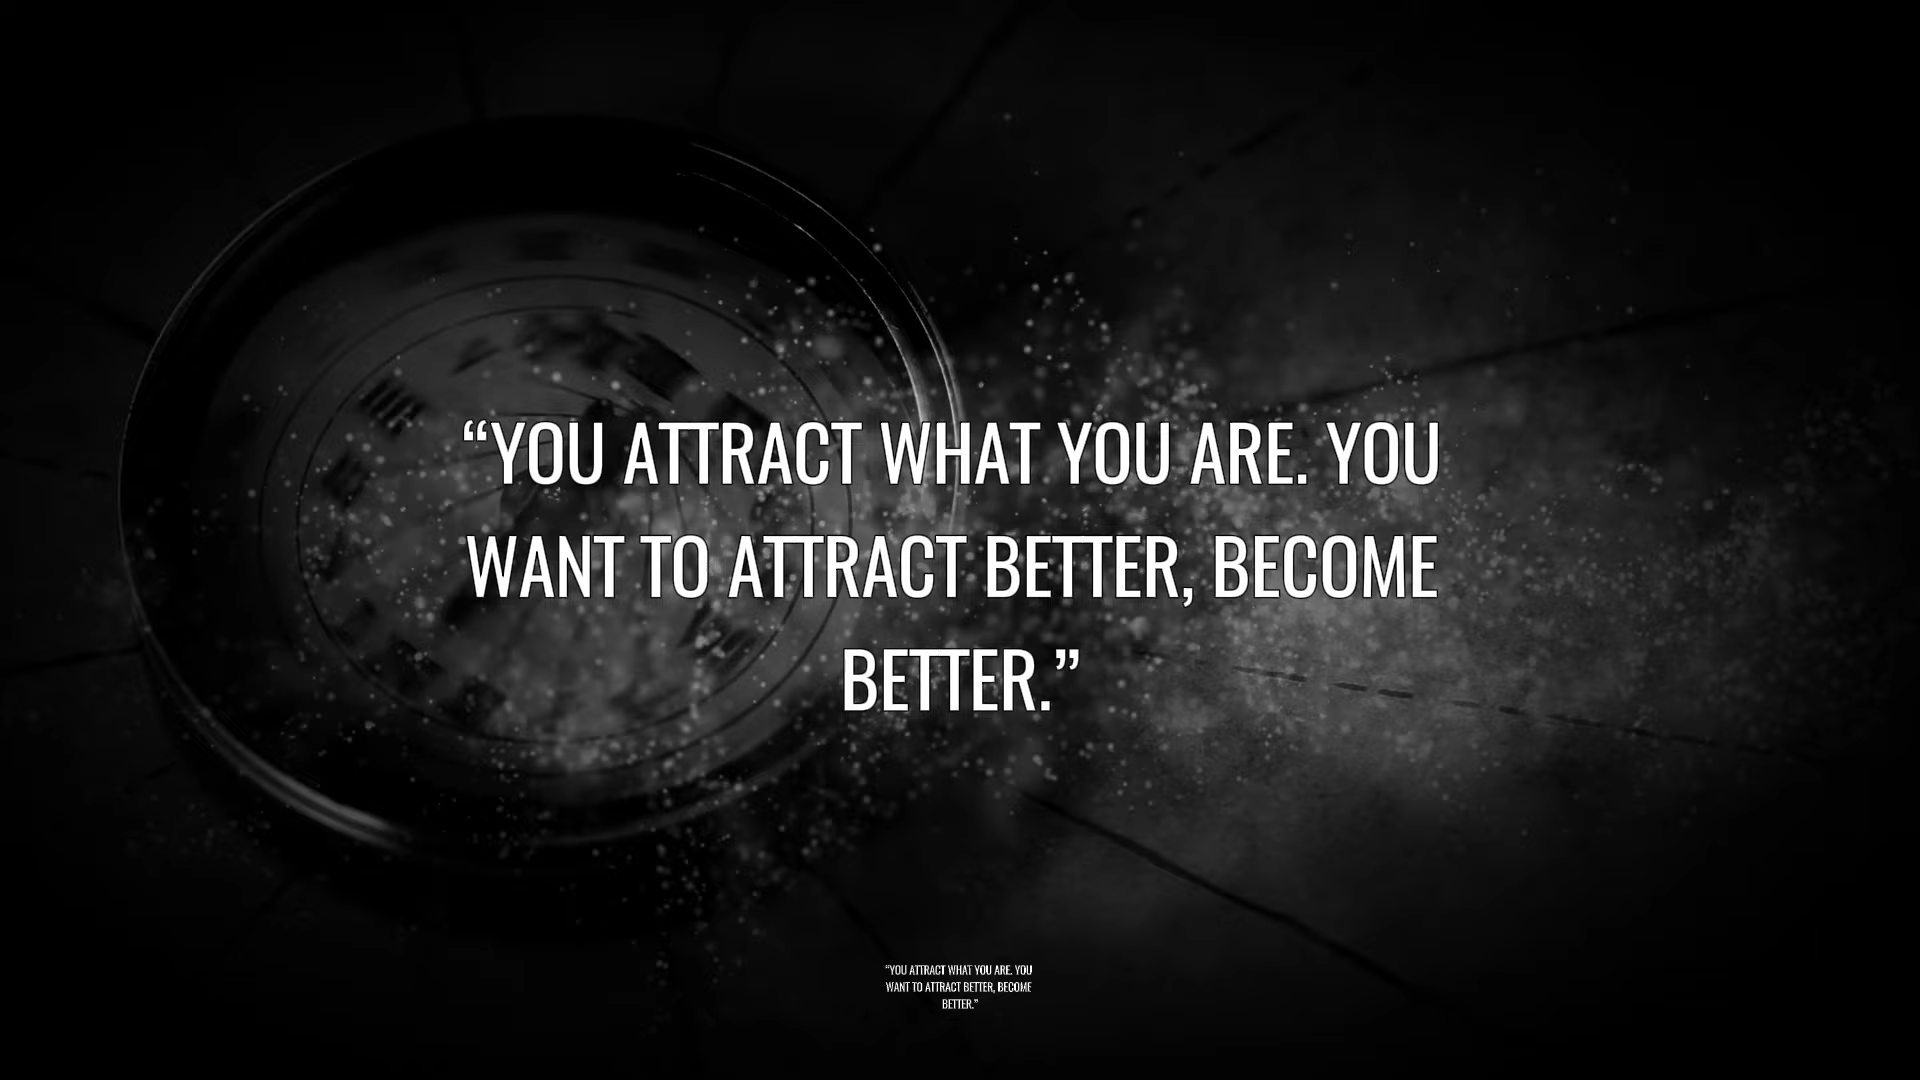 “YOU ATTRACT WHAT YOU ARE. YOU
WANT TO ATTRACT BETTER, BECOME
BETTER.”
“YOU ATTRACT WHAT YOU ARE. YOU
WANT TO ATTRACT BETTER, BECOME
BETTER.”